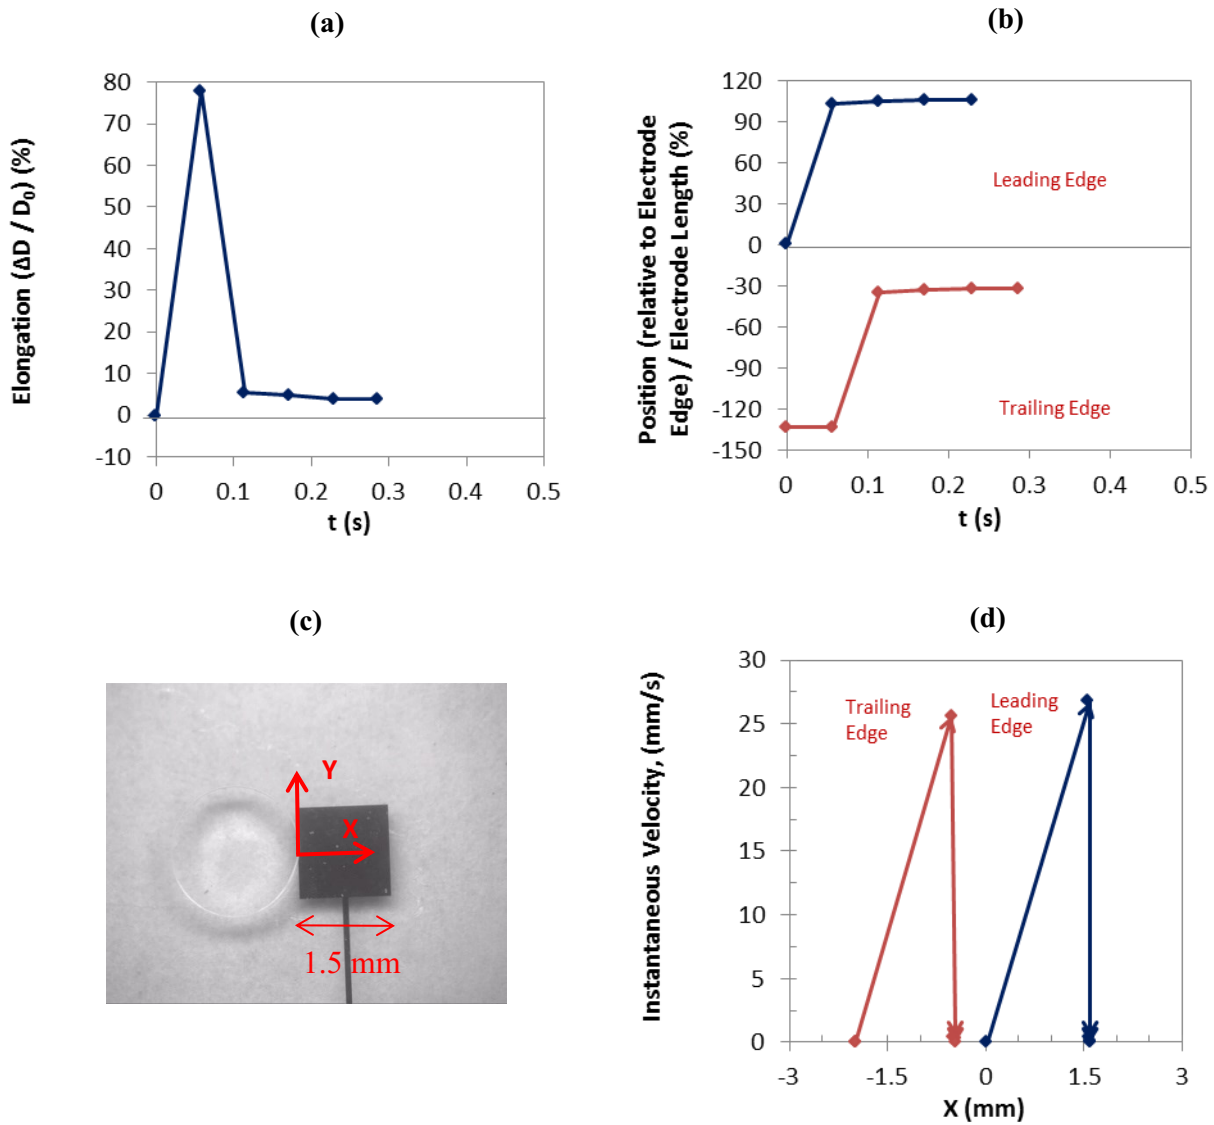 (a)
Elongation (ΔD / D₀) (%)
80
70
60
50
40
30
20
10
0
-10
0 0.1 0.2 0.3 0.4 0.5
t (s)
(b)
Position (relative to Electrode
Edge) / Electrode Length (%)
120
90
60
30
0
-30
-60
-90
-120
-150
Leading Edge
Trailing Edge
0 0.1 0.2 0.3 0.4 0.5
t (s)
(c)
Y
X
1.5 mm
(d)
Instantaneous Velocity, (mm/s)
30
25
20
15
10
5
0
Trailing
Edge
Leading
Edge
-3 -1.5 0 1.5 3
X (mm)